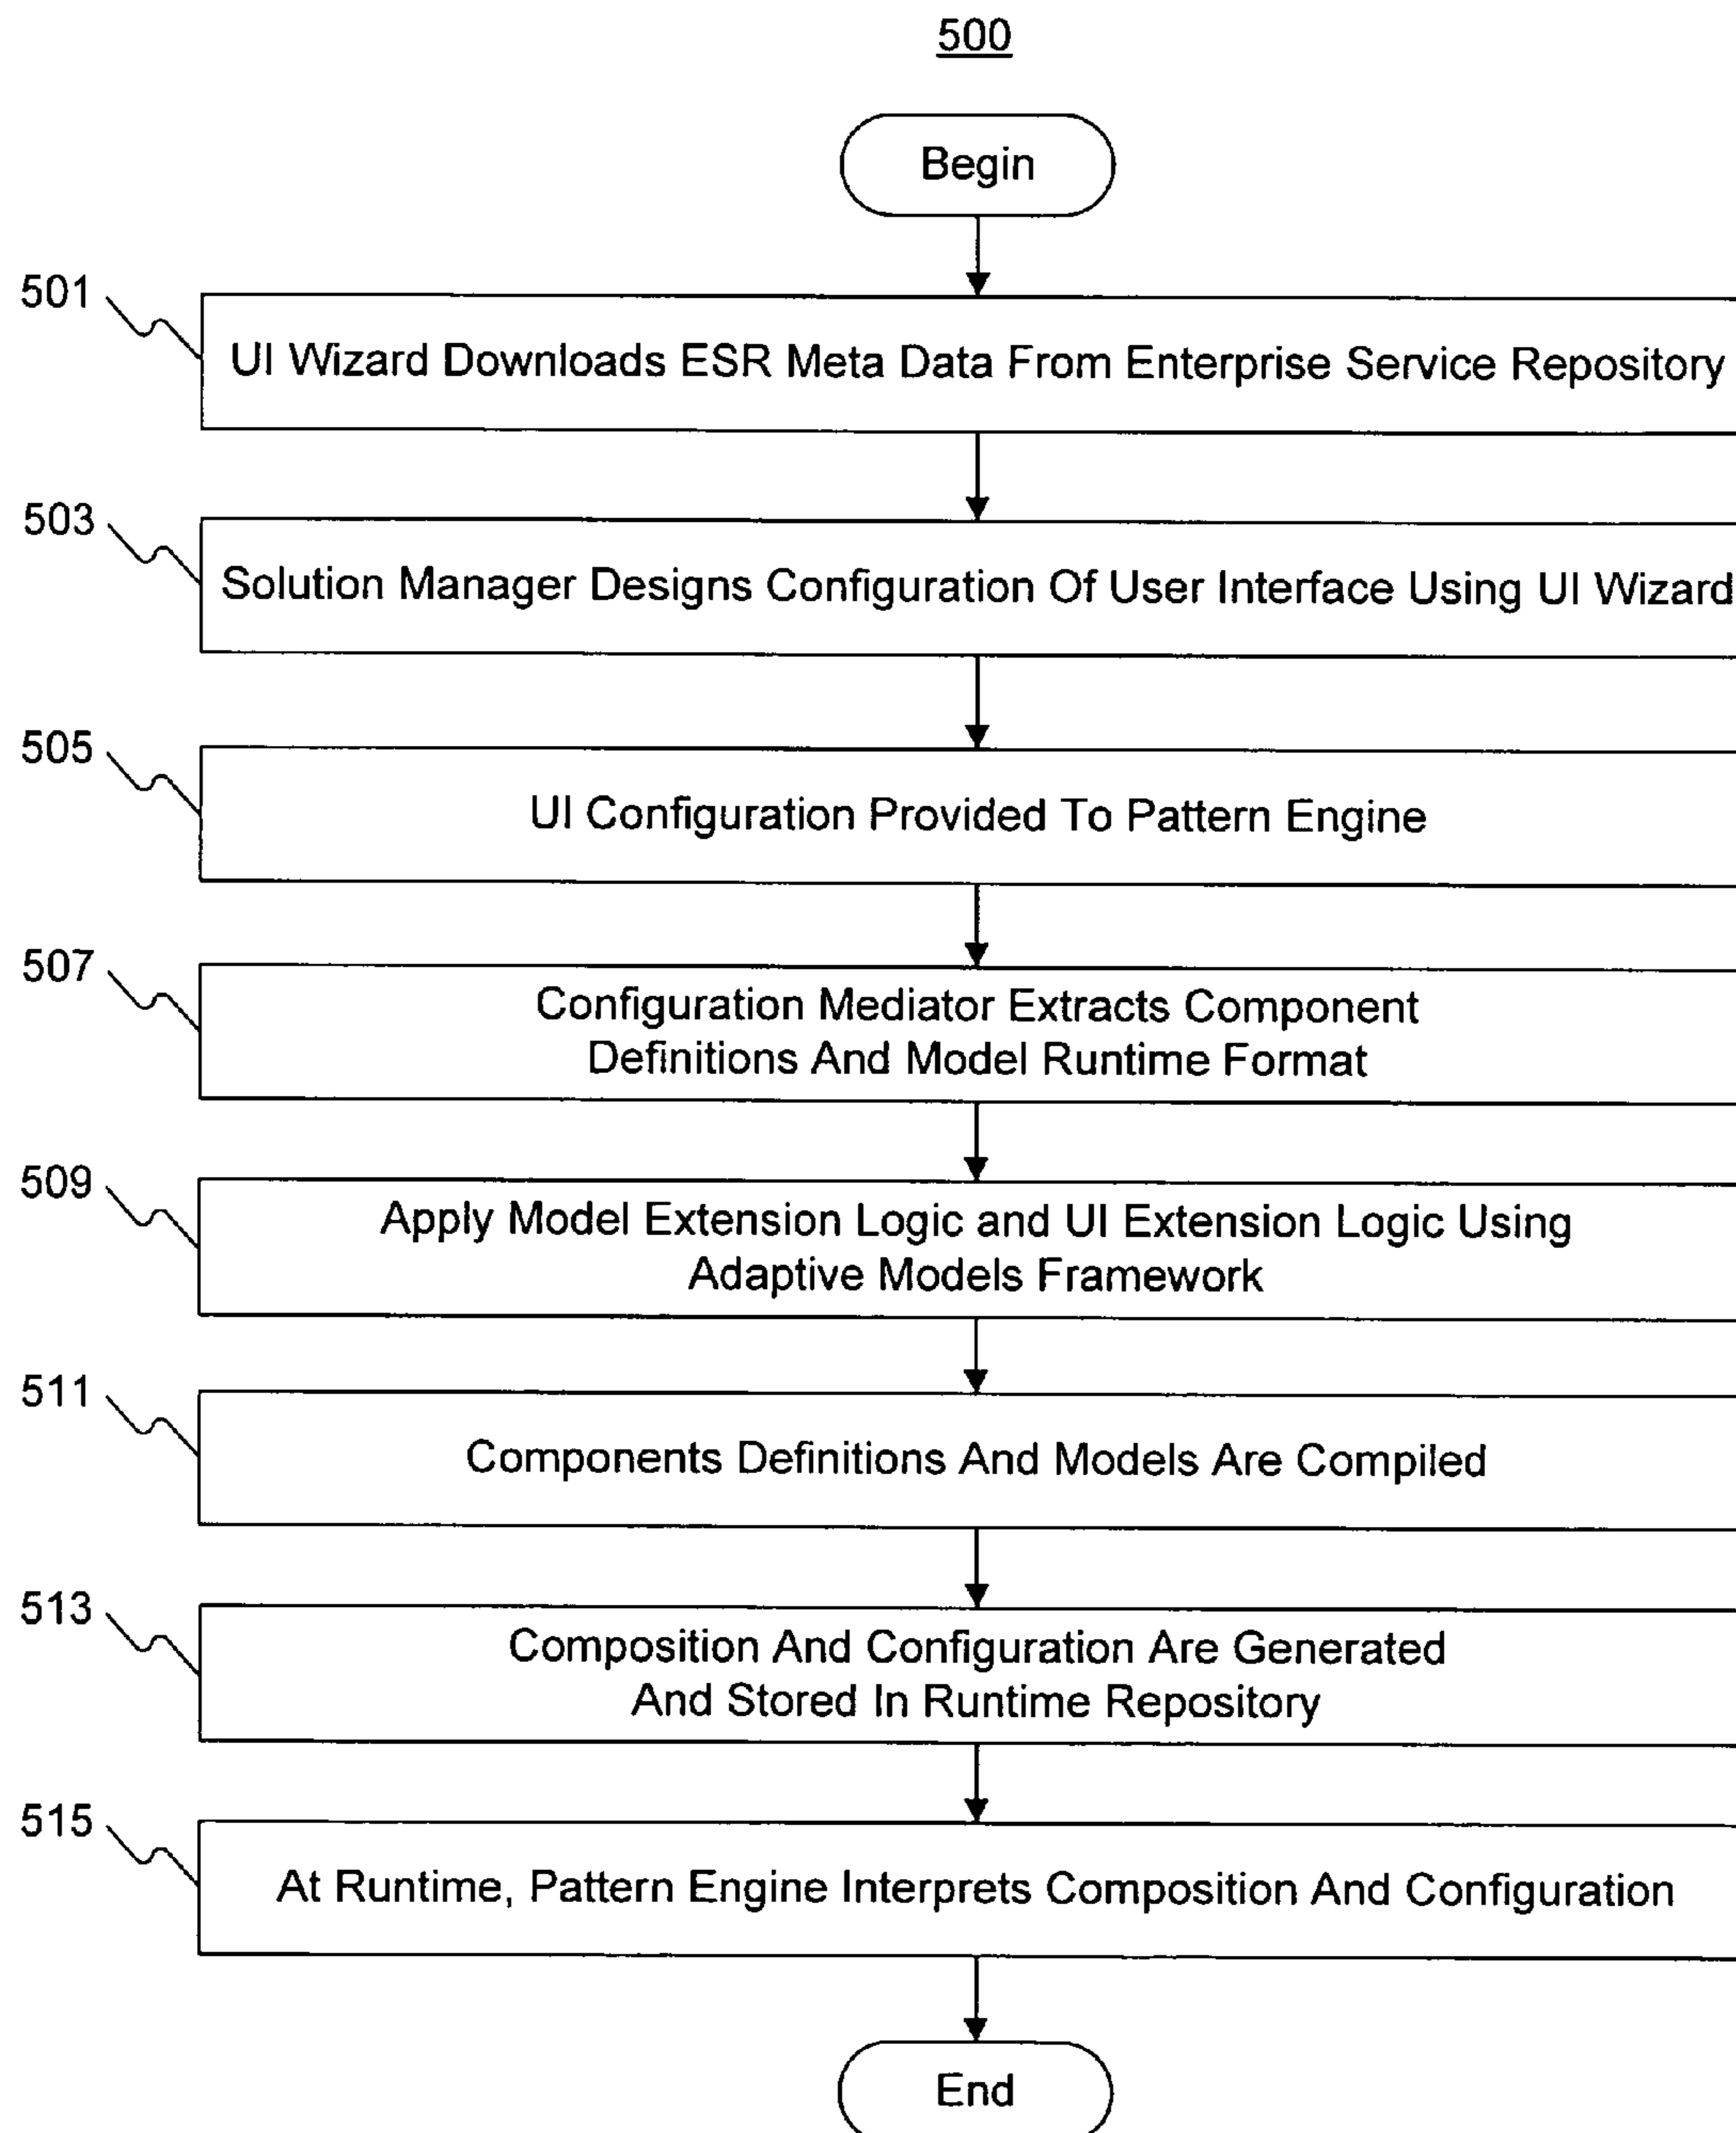 500
Begin
501
UI Wizard Downloads ESR Meta Data From Enterprise Service Repository
503
Solution Manager Designs Configuration Of User Interface Using UI Wizard
505
UI Configuration Provided To Pattern Engine
507
Configuration Mediator Extracts Component
Definitions And Model Runtime Format
509
Apply Model Extension Logic and UI Extension Logic Using
Adaptive Models Framework
511
Components Definitions And Models Are Compiled
513
Composition And Configuration Are Generated
And Stored In Runtime Repository
515
At Runtime, Pattern Engine Interprets Composition And Configuration
End